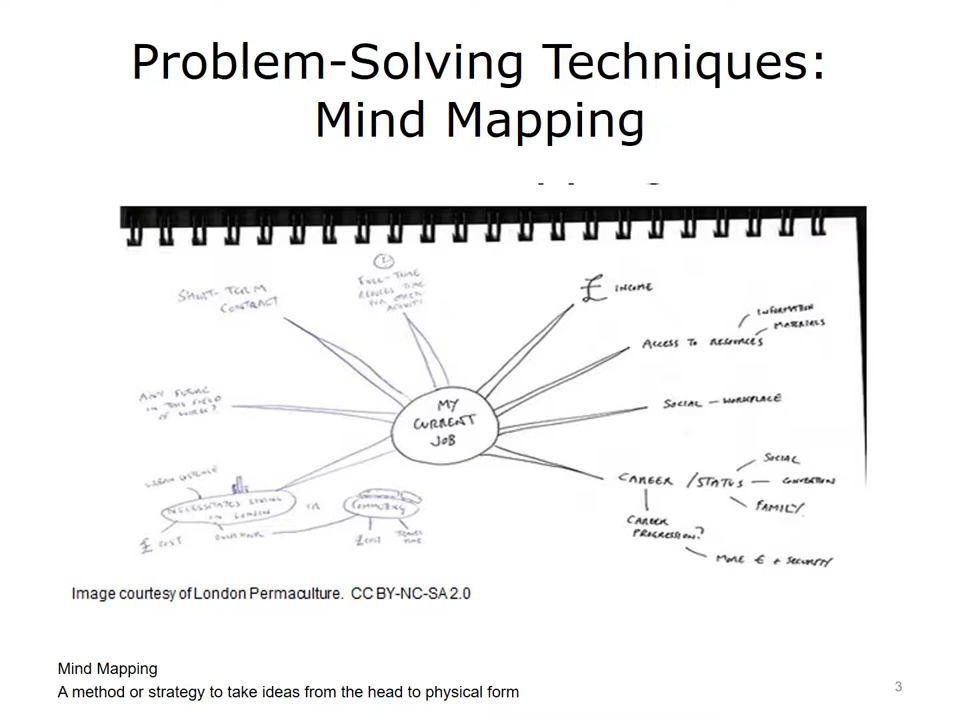 Problem-Solving Techniques:
Mind Mapping
SHORT-TERM
CONTRACT
FULL-TIME
REDUCES TIME
FOR OTHER
£ INCOME
ACCESS TO RESOURCES
INFORMATION
MATERIALS
ANY FUTURE
IN THIS FIELD
OF WORK?
MY
CURRENT
JOB
SOCIAL - WORKPLACE
CAREER / STATUS
SOCIAL
CONVENTION
FAMILY
CAREER
PROGRESSION?
MORE £ + SECURITY
NECESSITATES LIVING
IN LONDON
OR
COMMUTING
£ COST
£ COST
TRAVEL
TIME
Image courtesy of London Permaculture. CC BY-NC-SA 2.0
Mind Mapping
A method or strategy to take ideas from the head to physical form
3